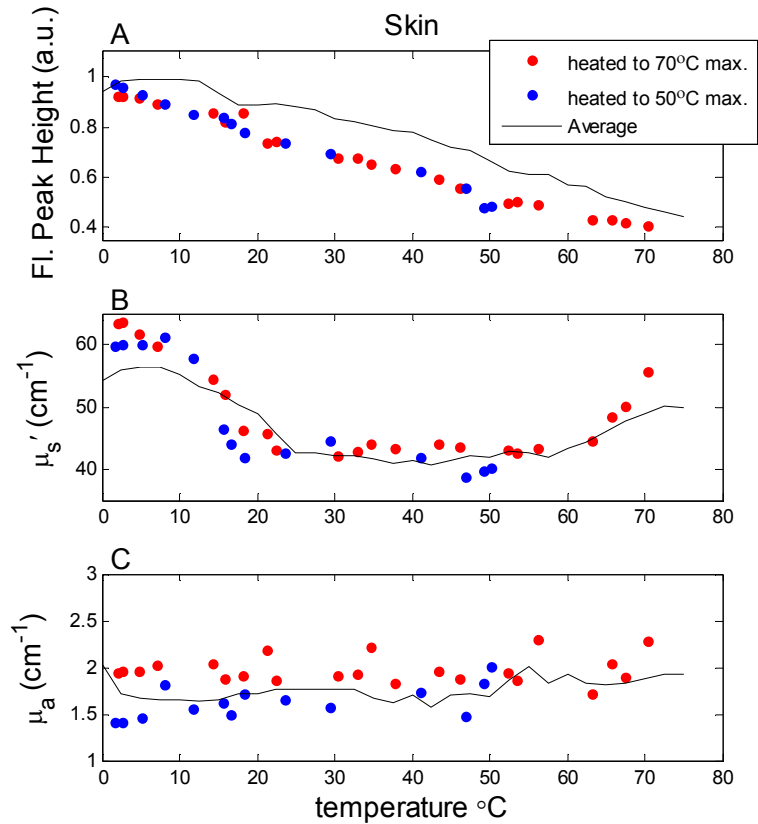 Skin
A
Fl. Peak Height (a.u.)
1
0.8
0.6
0.4
0 10 20 30 40 50 60 70 80
heated to 70°C max.
heated to 50°C max.
Average
B
μs′ (cm-1)
60
50
40
0 10 20 30 40 50 60 70 80
C
μa (cm-1)
3
2.5
2
1.5
1
0 10 20 30 40 50 60 70 80
temperature °C